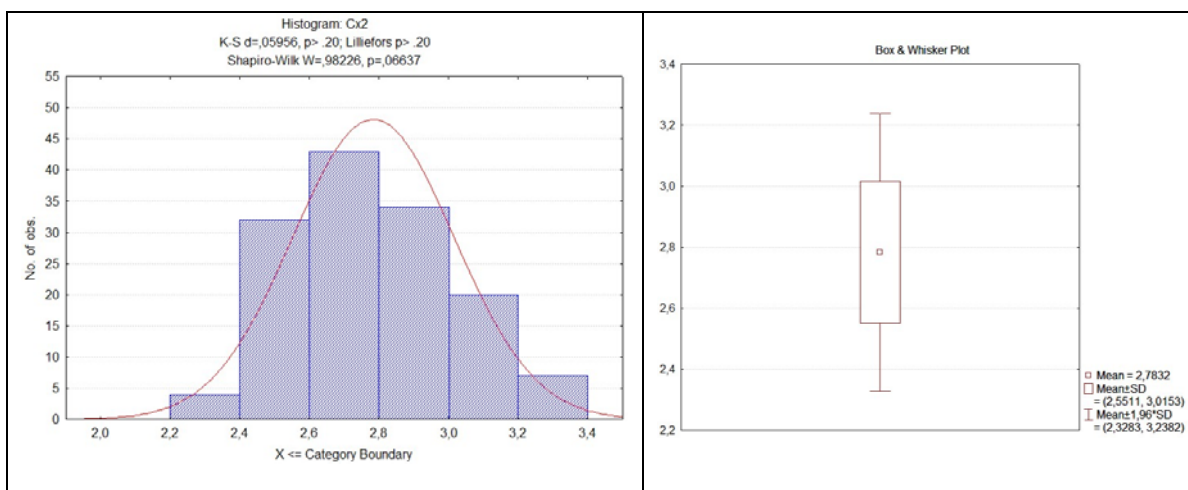 Histogram: Cx2
K-S d=,05956, p> .20; Lilliefors p> .20
Shapiro-Wilk W=,98226, p=,06637
55
50
45
40
35
30
25
20
15
10
5
0
No. of obs.
2,0 2,2 2,4 2,6 2,8 3,0 3,2 3,4
X <= Category Boundary
Box & Whisker Plot
3,4
3,2
3,0
2,8
2,6
2,4
2,2
Mean = 2,7832
Mean±SD
= (2,5511, 3,0153)
Mean±1,96*SD
= (2,3283, 3,2382)